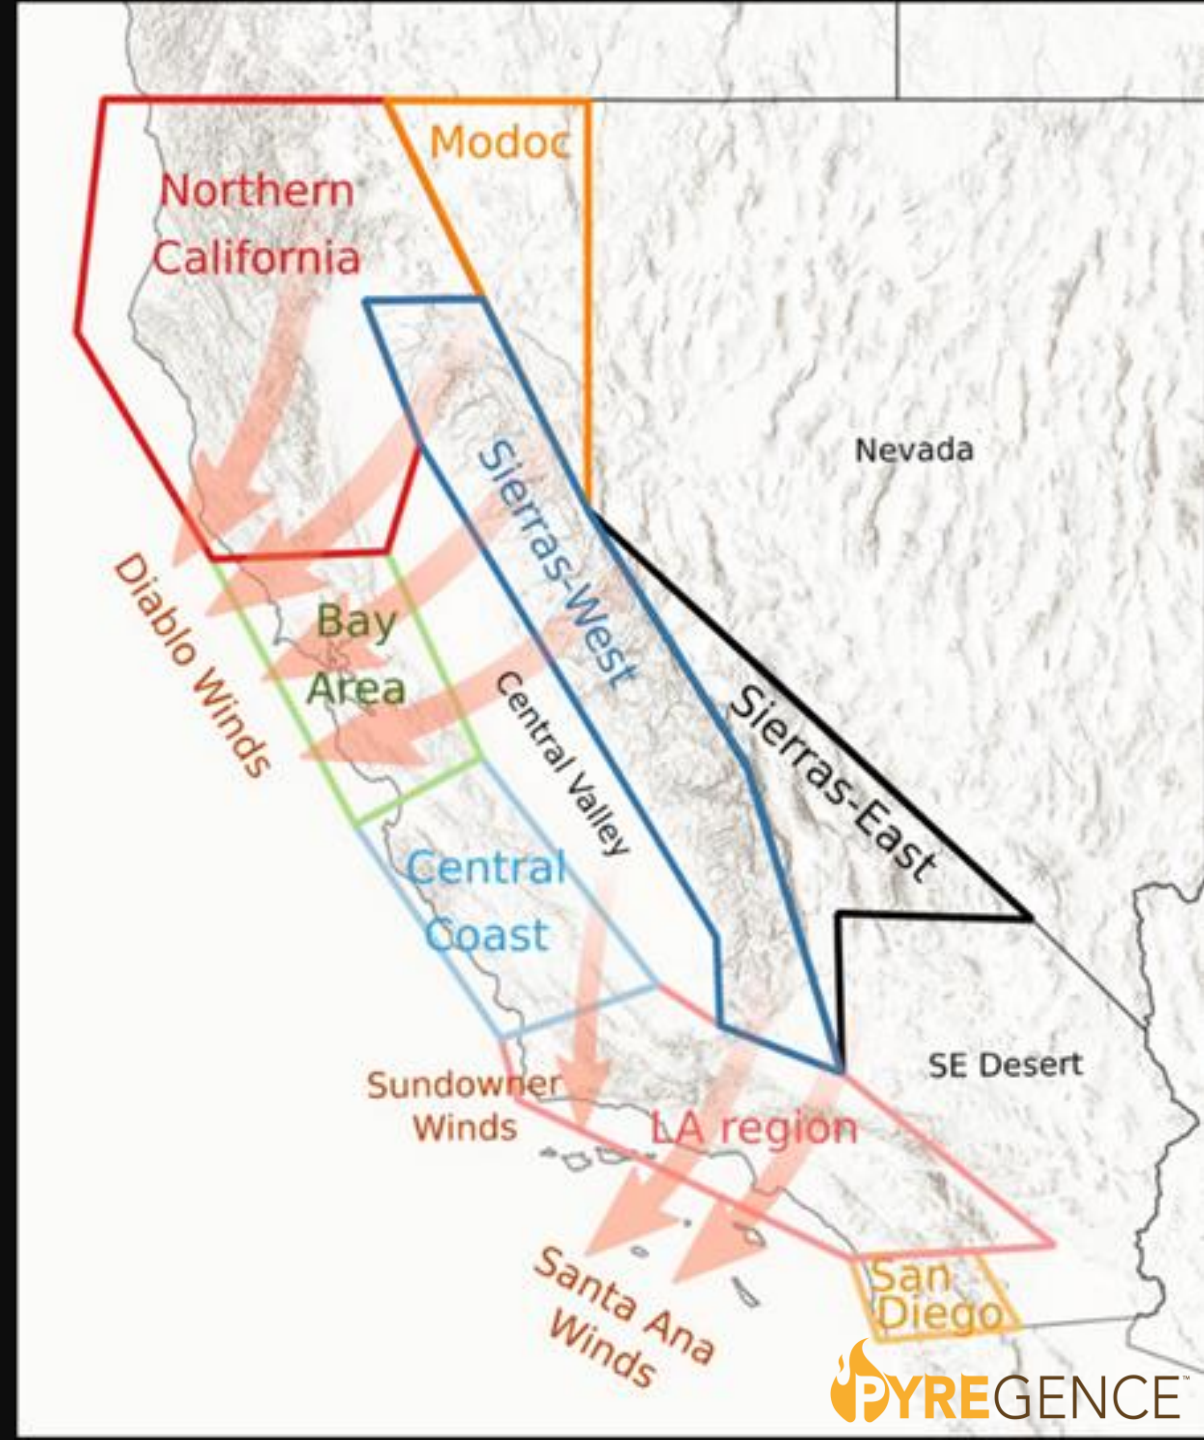 Modoc
Northern
California
Nevada
Sierras-West
Diablo Winds
Bay
Area
Central Valley
Sierras-East
Central
Coast
SE Desert
Sundowner
Winds
LA region
Santa Ana
Winds
San
Diego
PYREGENCE™